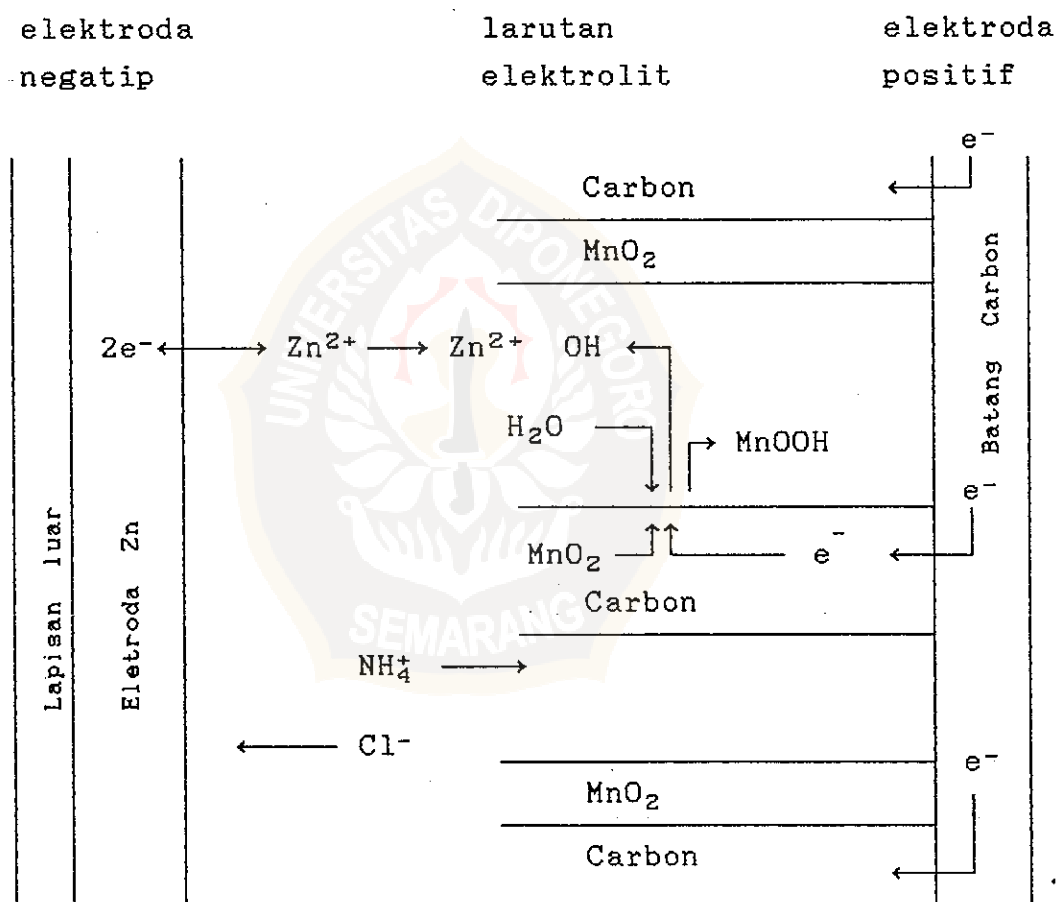 elektroda larutan elektroda
negatip elektrolit positif
e⁻
Carbon
MnO₂
2e⁻ Zn²⁺ Zn²⁺ OH
H₂O
MnOOH
e⁻
MnO₂ e⁻
Carbon
NH₄⁺
Cl⁻
e⁻
MnO₂
Carbon
Lapisan luar
Eletroda Zn
Batang Carbon
UNIVERSITAS DIPONEGORO
SEMARANG